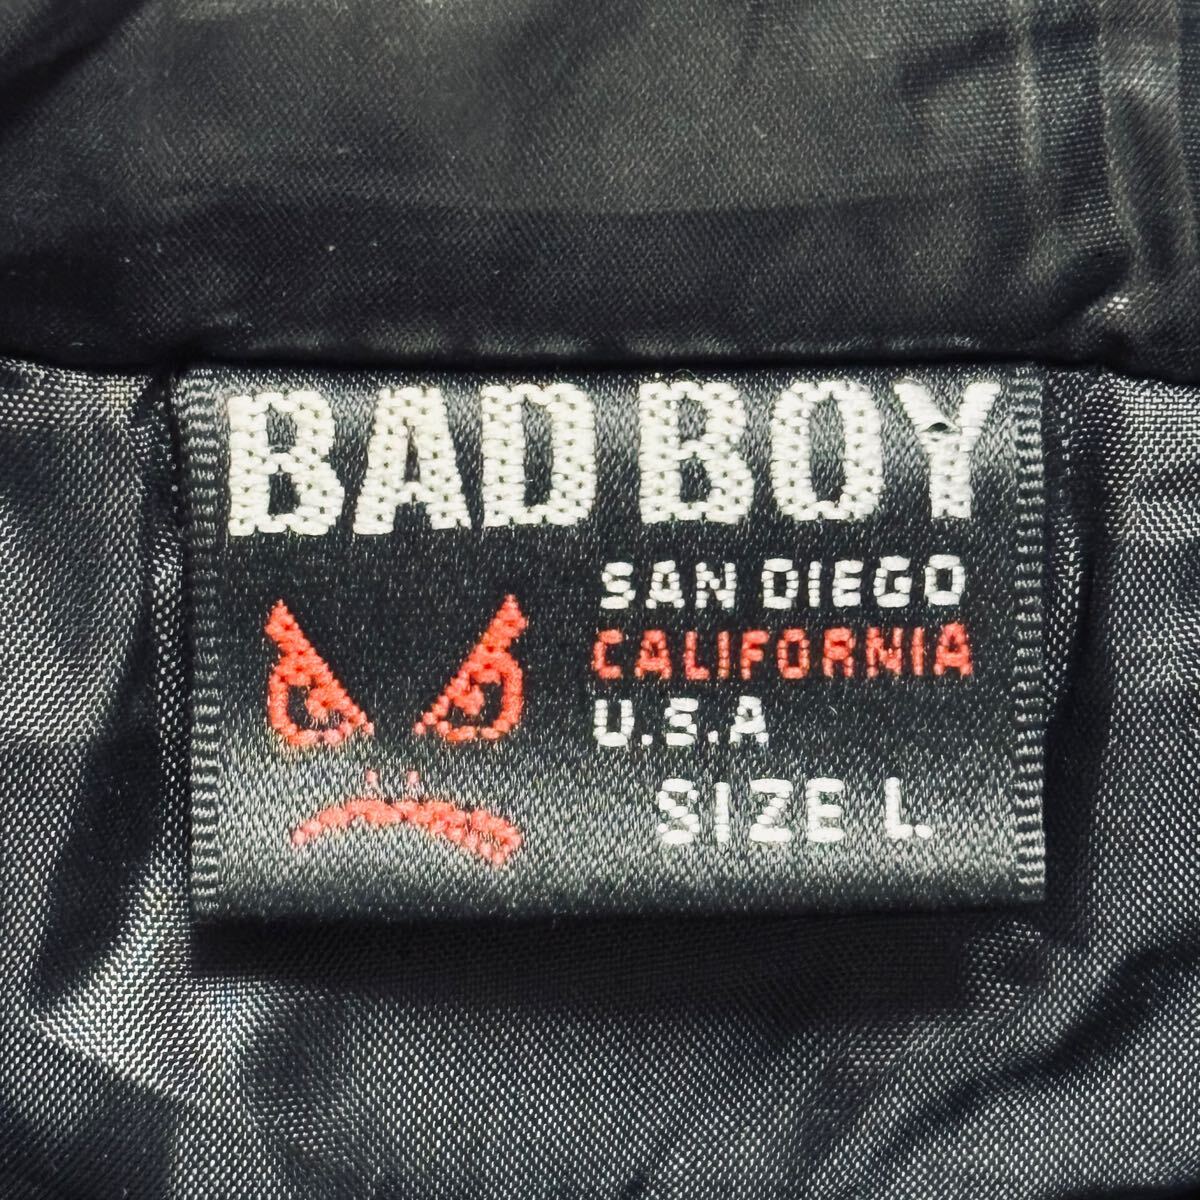 BAD BOY
SAN DIEGO
CALIFORNIA
U.S.A
SIZE L.